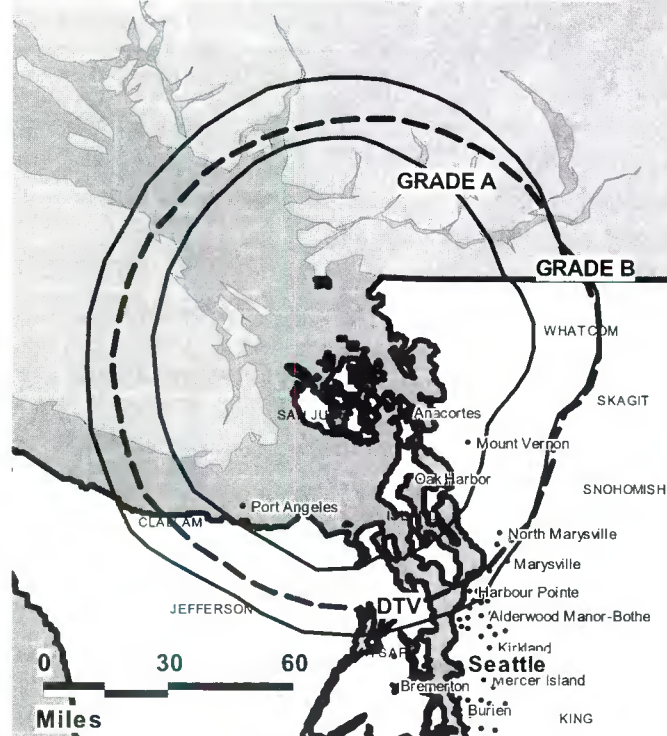 GRADE A
GRADE B
WHATCOM
SKAGIT
Anacortes
Mount Vernon
Oak Harbor
SNOHOMISH
Port Angeles
CLALLAM
North Marysville
Marysville
Harbour Pointe
DTV
JEFFERSON
Alderwood Manor-Bothe
Kirkland
0 30 60
Seattle
Mercer Island
Bremerton
Burien
KING
Miles